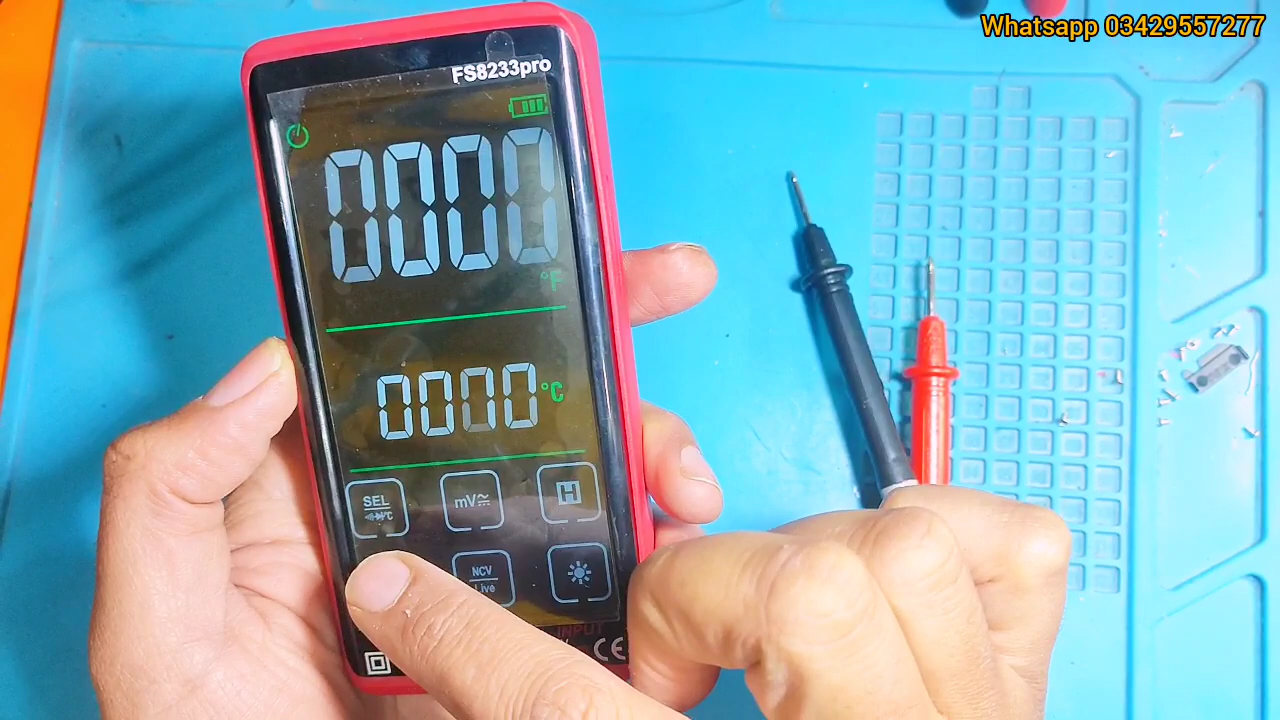 Whatsapp 03429557277
FS8233pro
0000
°F
0000 °C
SEL
°C
mV
H
NCV
Live
INPUT
CE